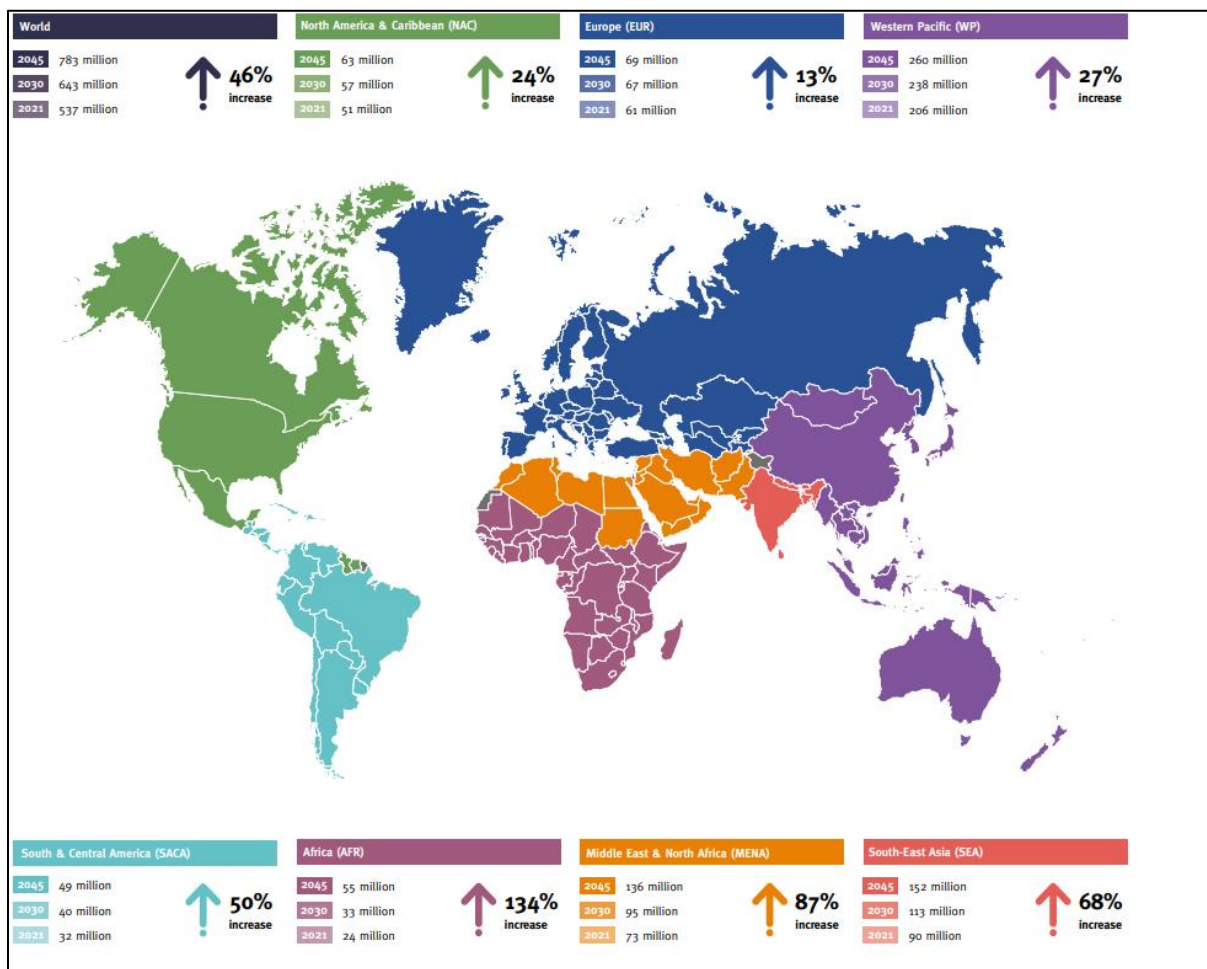 World
2045 783 million
2030 643 million
2021 537 million
46%
increase
North America & Caribbean (NAC)
2045 63 million
2030 57 million
2021 51 million
24%
increase
Europe (EUR)
2045 69 million
2030 67 million
2021 61 million
13%
increase
Western Pacific (WP)
2045 260 million
2030 238 million
2021 206 million
27%
increase
South & Central America (SACA)
2045 49 million
2030 40 million
2021 32 million
50%
increase
Africa (AFR)
2045 55 million
2030 33 million
2021 24 million
134%
increase
Middle East & North Africa (MENA)
2045 136 million
2030 95 million
2021 73 million
87%
increase
South-East Asia (SEA)
2045 152 million
2030 113 million
2021 90 million
68%
increase